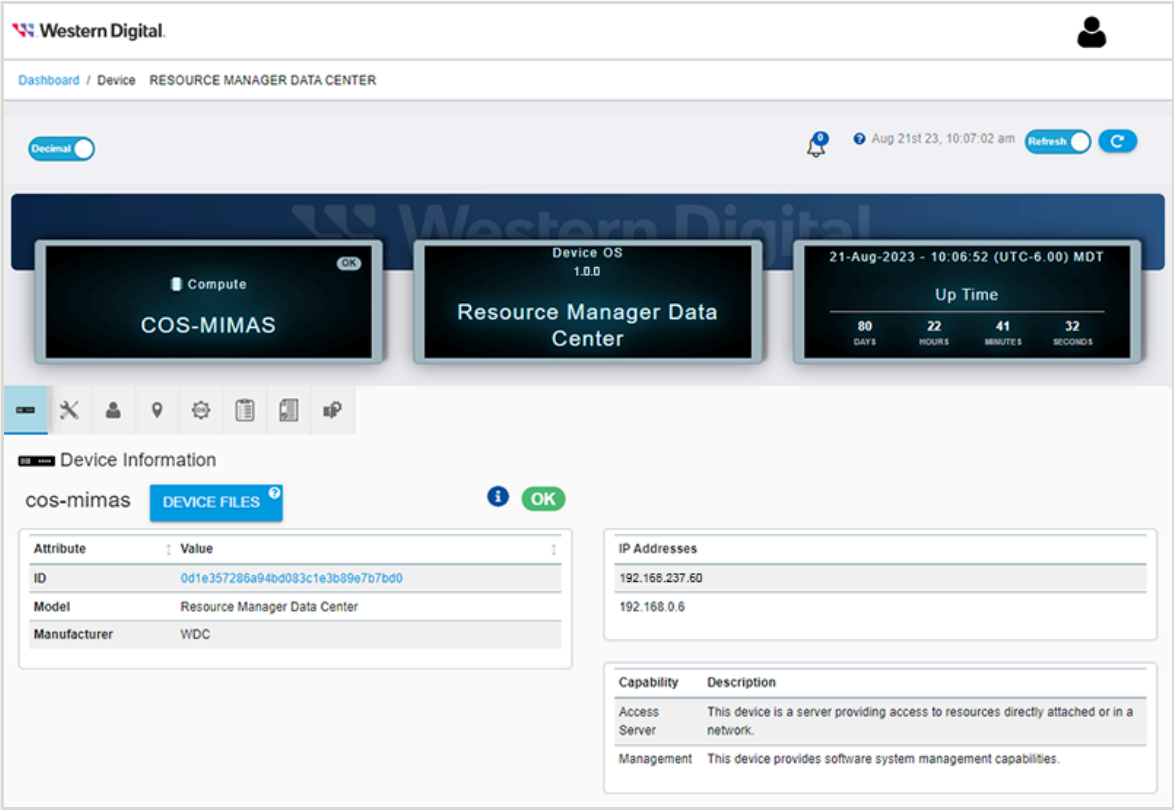 Western Digital.
Dashboard / Device RESOURCE MANAGER DATA CENTER
Decimal
0
Aug 21st 23, 10:07:02 am
Refresh
Western Digital
OK
Compute
COS-MIMAS
Device OS
1.0.0
Resource Manager Data
Center
21-Aug-2023 - 10:06:52 (UTC-6.00) MDT
Up Time
80 22 41 32
DAYS HOURS MINUTES SECONDS
OS
Device Information
cos-mimas
DEVICE FILES ?
i
OK
Attribute Value
ID 0d1e357286a94bd083c1e3b89e7b7bd0
Model Resource Manager Data Center
Manufacturer WDC
IP Addresses
192.168.237.60
192.168.0.6
Capability Description
Access Server This device is a server providing access to resources directly attached or in a
network.
Management This device provides software system management capabilities.